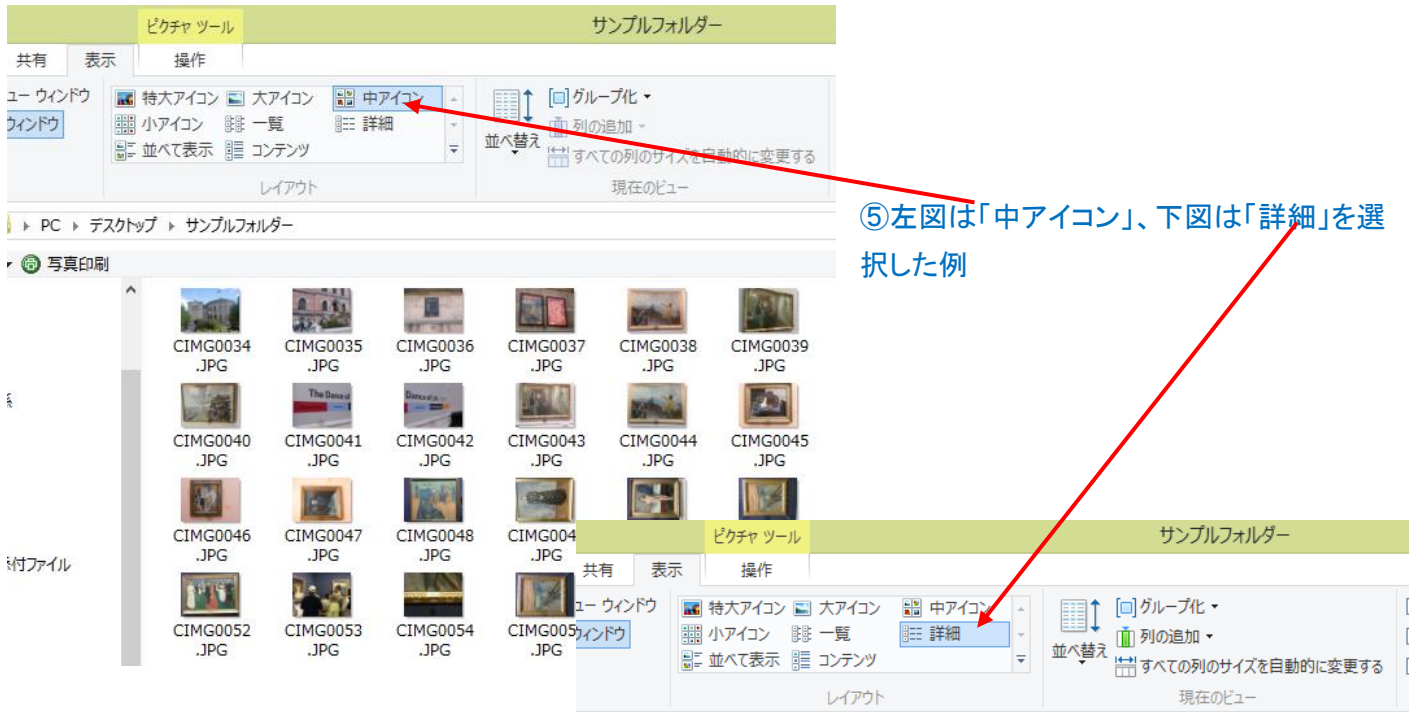 ピクチャ ツール
サンプルフォルダー
共有 表示 操作
ュー ウィンドウ
ウィンドウ
特大アイコン 大アイコン 中アイコン
小アイコン 一覧 詳細
並べて表示 コンテンツ
レイアウト
並べ替え
グループ化
列の追加
すべての列のサイズを自動的に変更する
現在のビュー
PC デスクトップ サンプルフォルダー
写真印刷
⑤左図は「中アイコン」、下図は「詳細」を選
択した例
CIMG0034 CIMG0035 CIMG0036 CIMG0037 CIMG0038 CIMG0039
.JPG .JPG .JPG .JPG .JPG .JPG
The Dance of
Dance of
系
CIMG0040 CIMG0041 CIMG0042 CIMG0043 CIMG0044 CIMG0045
.JPG .JPG .JPG .JPG .JPG .JPG
CIMG0046 CIMG0047 CIMG0048 CIMG004
.JPG .JPG .JPG .JPG
付ファイル
CIMG0052 CIMG0053 CIMG0054 CIMG005
.JPG .JPG .JPG .JPG
ピクチャ ツール
サンプルフォルダー
共有 表示 操作
ュー ウィンドウ
ウィンドウ
特大アイコン 大アイコン 中アイコン
小アイコン 一覧 詳細
並べて表示 コンテンツ
レイアウト
並べ替え
グループ化
列の追加
すべての列のサイズを自動的に変更する
現在のビュー